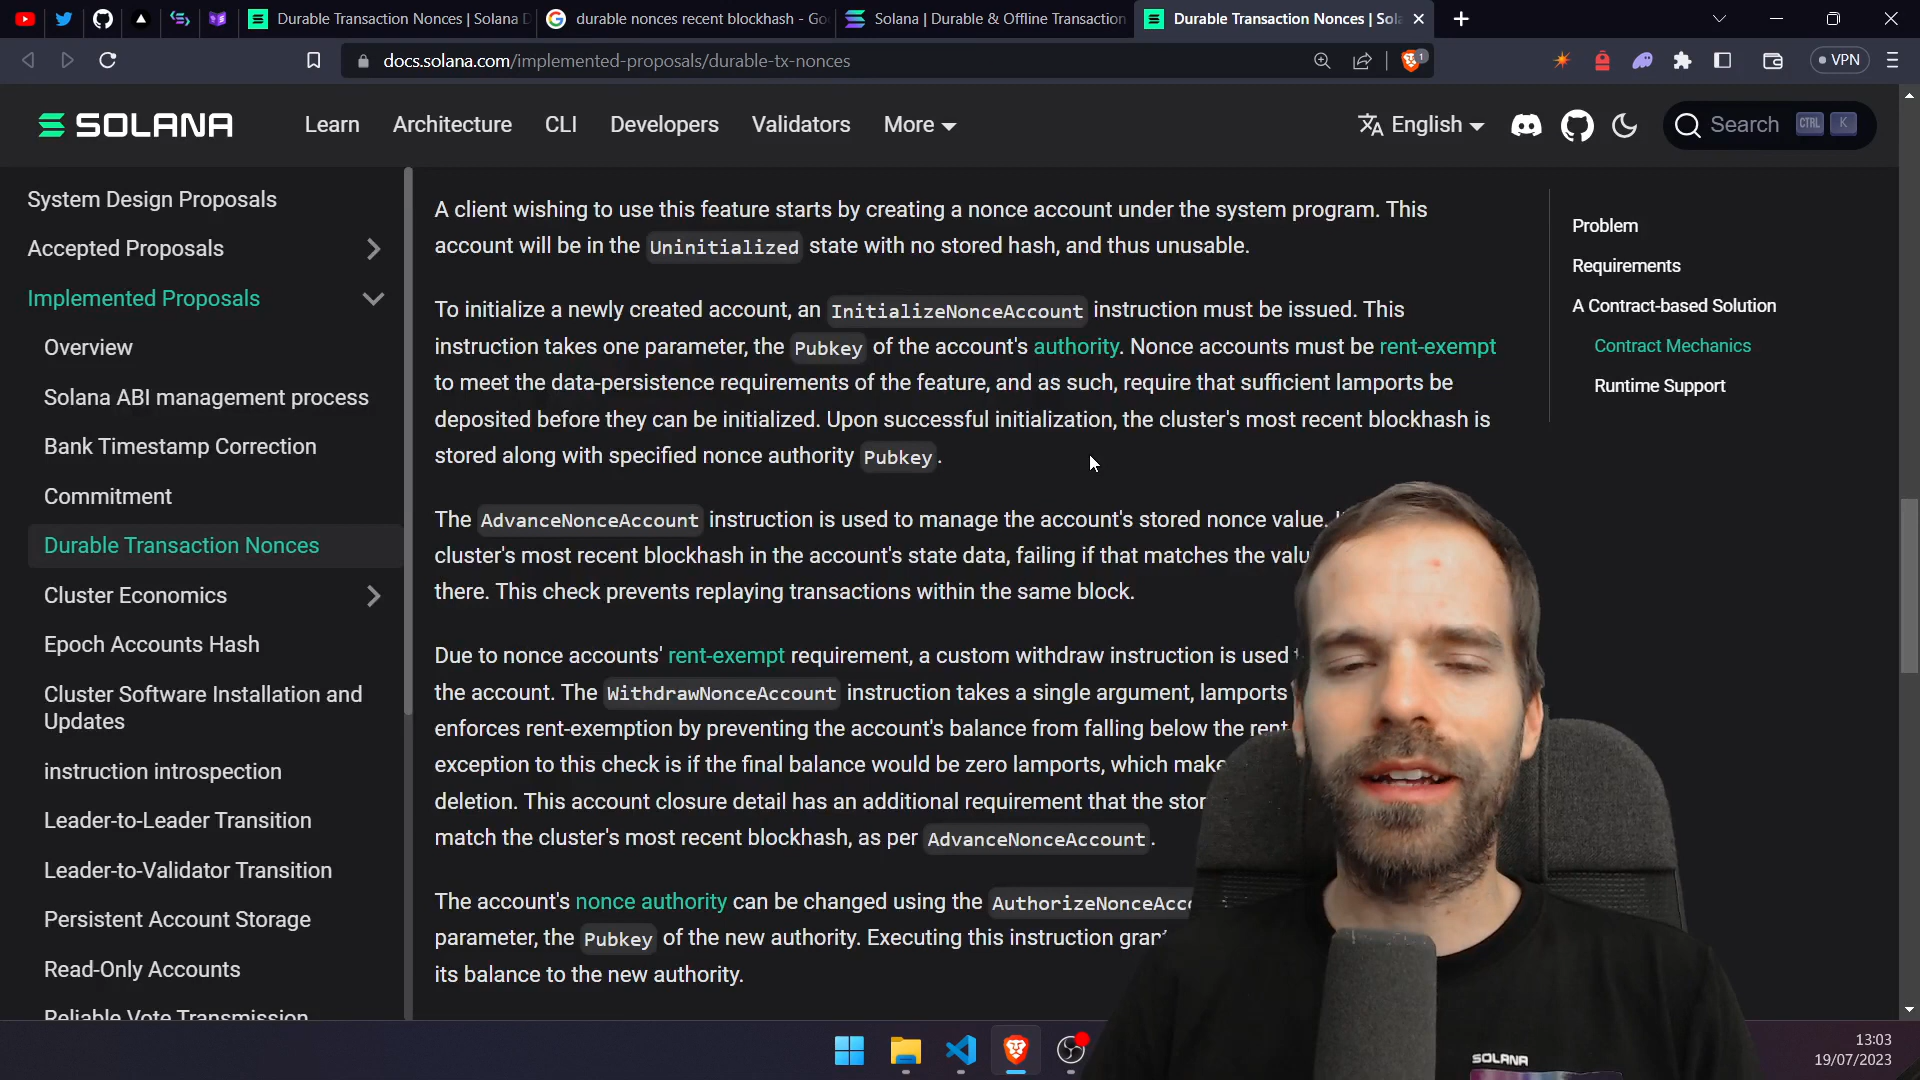 Durable Transaction Nonces | Solana D
durable nonces recent blockhash - Go
Solana | Durable & Offline Transaction
Durable Transaction Nonces | Sola
docs.solana.com/implemented-proposals/durable-tx-nonces
1
VPN
SOLANA
Learn
Architecture
CLI
Developers
Validators
More
English
Search
CTRL
K
System Design Proposals
Accepted Proposals
Implemented Proposals
Overview
Solana ABI management process
Bank Timestamp Correction
Commitment
Durable Transaction Nonces
Cluster Economics
Epoch Accounts Hash
Cluster Software Installation and
Updates
instruction introspection
Leader-to-Leader Transition
Leader-to-Validator Transition
Persistent Account Storage
Read-Only Accounts
Reliable Vote Transmission
A client wishing to use this feature starts by creating a nonce account under the system program. This
account will be in the Uninitialized state with no stored hash, and thus unusable.
To initialize a newly created account, an InitializeNonceAccount instruction must be issued. This
instruction takes one parameter, the Pubkey of the account's authority. Nonce accounts must be rent-exempt
to meet the data-persistence requirements of the feature, and as such, require that sufficient lamports be
deposited before they can be initialized. Upon successful initialization, the cluster's most recent blockhash is
stored along with specified nonce authority Pubkey.
The AdvanceNonceAccount instruction is used to manage the account's stored nonce value.
cluster's most recent blockhash in the account's state data, failing if that matches the valu
there. This check prevents replaying transactions within the same block.
Due to nonce accounts' rent-exempt requirement, a custom withdraw instruction is used
the account. The WithdrawNonceAccount instruction takes a single argument, lamports
enforces rent-exemption by preventing the account's balance from falling below the rent-
exception to this check is if the final balance would be zero lamports, which make
deletion. This account closure detail has an additional requirement that the stor
match the cluster's most recent blockhash, as per AdvanceNonceAccount.
The account's nonce authority can be changed using the AuthorizeNonceAcco
parameter, the Pubkey of the new authority. Executing this instruction grant
its balance to the new authority.
Problem
Requirements
A Contract-based Solution
Contract Mechanics
Runtime Support
SOLANA
13:03
19/07/2023